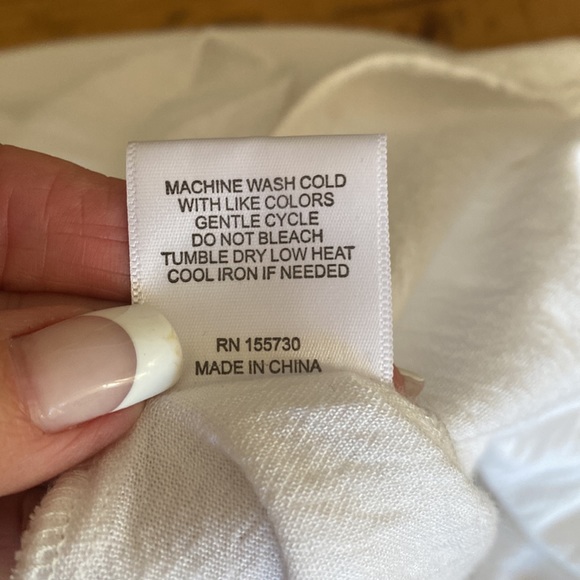 MACHINE WASH COLD
WITH LIKE COLORS
GENTLE CYCLE
DO NOT BLEACH
TUMBLE DRY LOW HEAT
COOL IRON IF NEEDED
RN 155730
MADE IN CHINA